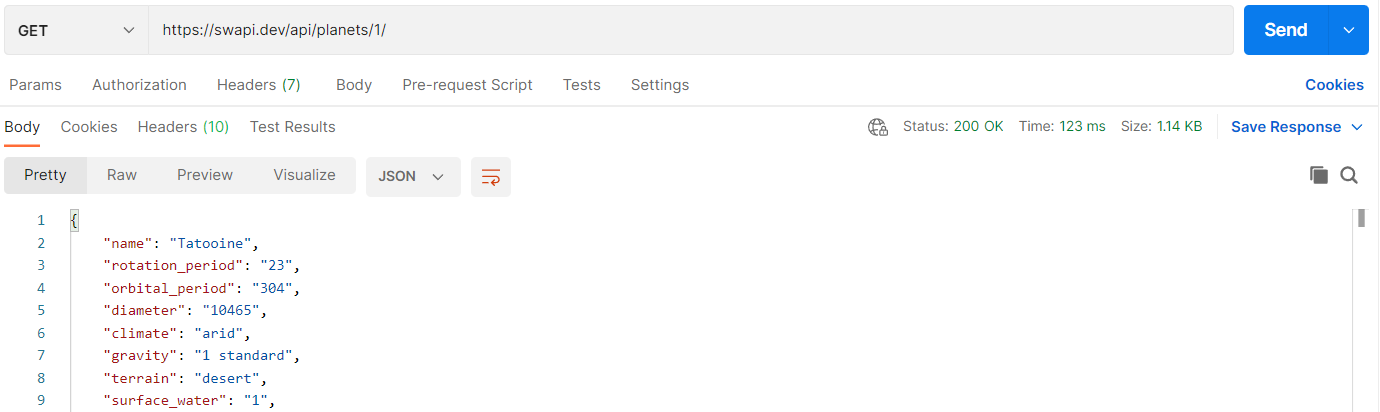 GET https://swapi.dev/api/planets/1/ Send
Params Authorization Headers (7) Body Pre-request Script Tests Settings Cookies
Body Cookies Headers (10) Test Results Status: 200 OK Time: 123 ms Size: 1.14 KB Save Response
Pretty Raw Preview Visualize JSON
1 {
2 "name": "Tatooine",
3 "rotation_period": "23",
4 "orbital_period": "304",
5 "diameter": "10465",
6 "climate": "arid",
7 "gravity": "1 standard",
8 "terrain": "desert",
9 "surface_water": "1",